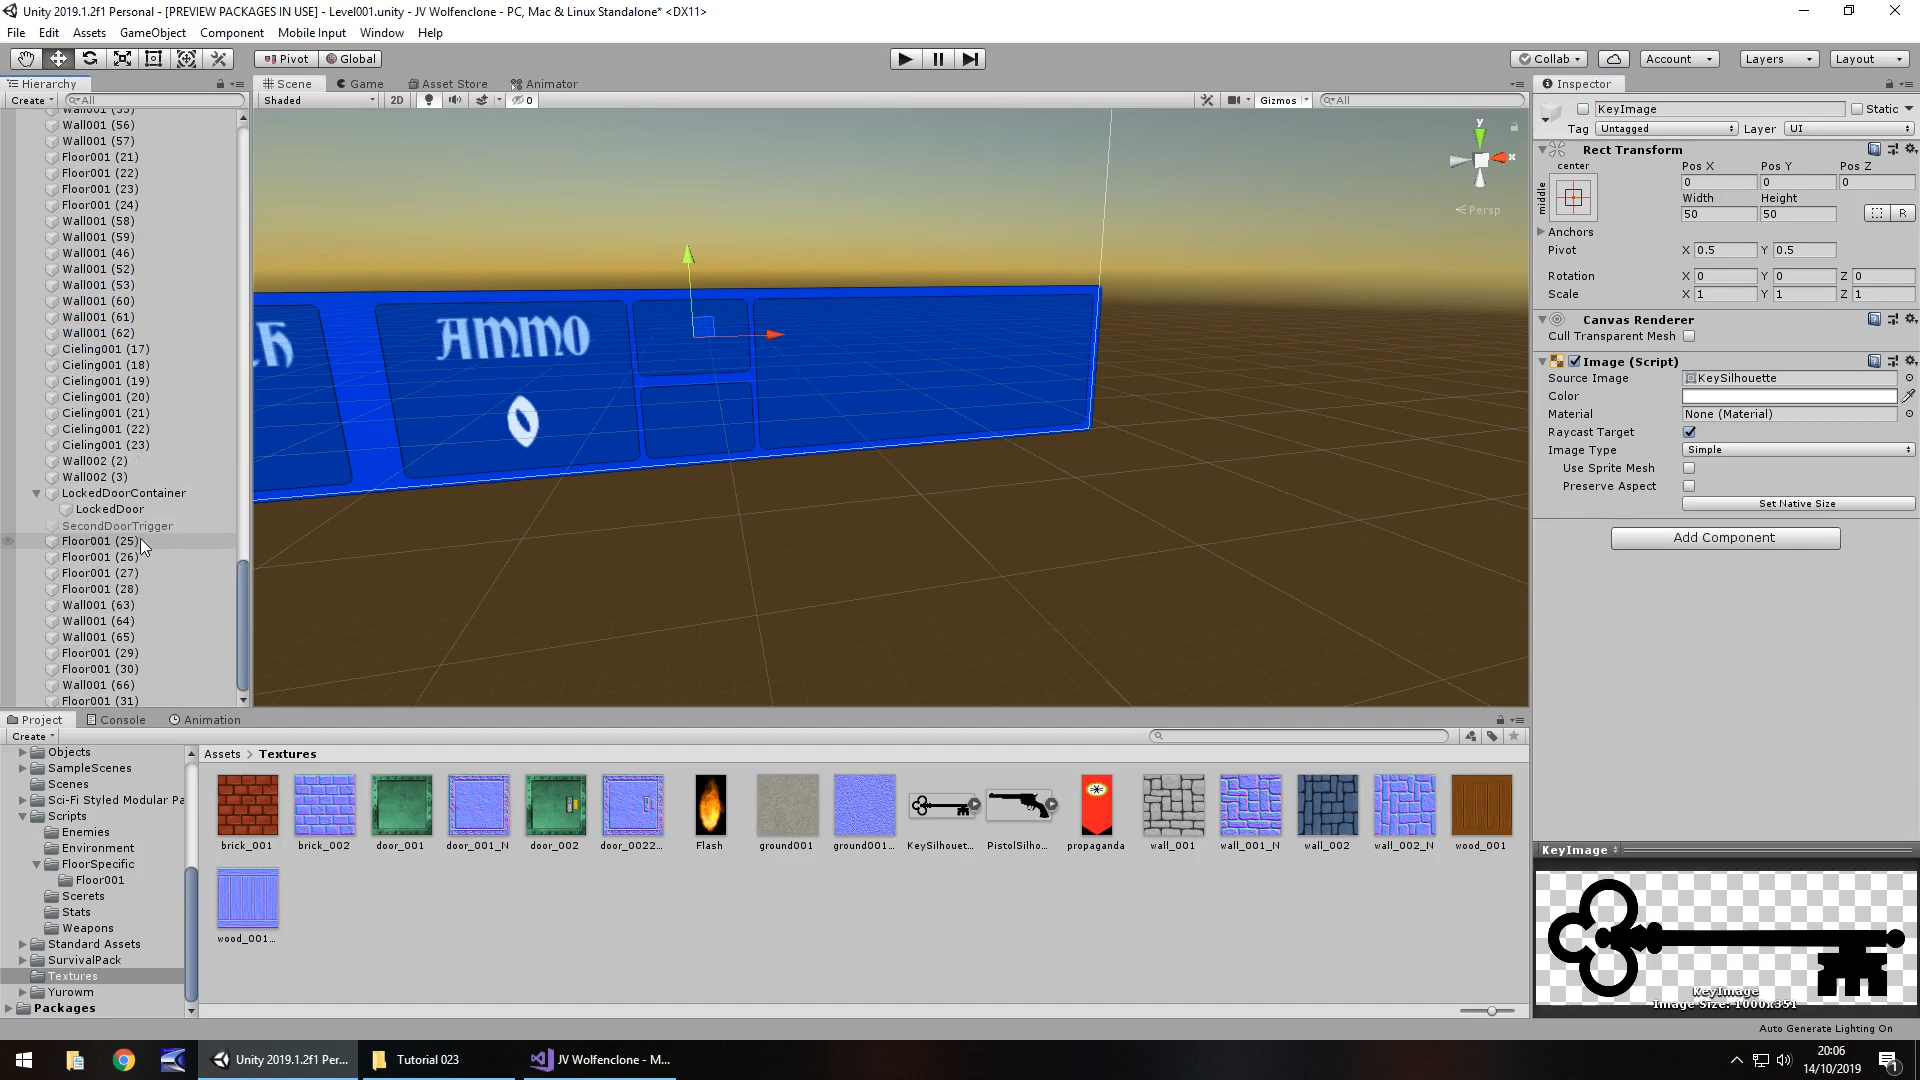 Unity 2019.1.2f1 Personal - [PREVIEW PACKAGES IN USE] - Level001.unity - JV Wolfenclone - PC, Mac & Linux Standalone* <DX11>
File Edit Assets GameObject Component Mobile Input Window Help
Pivot Global Collab Account Layers Layout
Hierarchy Scene Game Asset Store Animator Inspector
Create All Shaded 2D 0 Gizmos All
KeyImage Static
Tag Untagged Layer UI
Rect Transform
center Pos X Pos Y Pos Z
middle 0 0 0
Width Height
50 50 R
Anchors
Pivot X 0.5 Y 0.5
Rotation X 0 Y 0 Z 0
Scale X 1 Y 1 Z 1
Canvas Renderer
Cull Transparent Mesh
Image (Script)
Source Image KeySilhouette
Color
Material None (Material)
Raycast Target
Image Type Simple
Use Sprite Mesh
Preserve Aspect
Set Native Size
Add Component
Wall001 (56)
Wall001 (57)
Floor001 (21)
Floor001 (22)
Floor001 (23)
Floor001 (24)
Wall001 (58)
Wall001 (59)
Wall001 (46)
Wall001 (52)
Wall001 (53)
Wall001 (60)
Wall001 (61)
Wall001 (62)
Cieling001 (17)
Cieling001 (18)
Cieling001 (19)
Cieling001 (20)
Cieling001 (21)
Cieling001 (22)
Cieling001 (23)
Wall002 (2)
Wall002 (3)
LockedDoorContainer
LockedDoor
SecondDoorTrigger
Floor001 (25)
Floor001 (26)
Floor001 (27)
Floor001 (28)
Wall001 (63)
Wall001 (64)
Wall001 (65)
Floor001 (29)
Floor001 (30)
Wall001 (66)
Floor001 (31)
y
x
Persp
AMMO
0
Project Console Animation
Create
Objects
SampleScenes
Scenes
Sci-Fi Styled Modular Pa
Scripts
Enemies
Environment
FloorSpecific
Floor001
Scerets
Stats
Weapons
Standard Assets
SurvivalPack
Textures
Yurowm
Packages
Assets > Textures
brick_001 brick_002 door_001 door_001_N door_002 door_0022... Flash ground001 ground001... KeySilhouet... PistolSilho... propaganda wall_001 wall_001_N wall_002 wall_002_N wood_001
wood_001...
KeyImage
KeyImage
Image Size: 1000x351
Auto Generate Lighting On
Unity 2019.1.2f1 Per... Tutorial 023 JV Wolfenclone - M...
20:06
14/10/2019
1